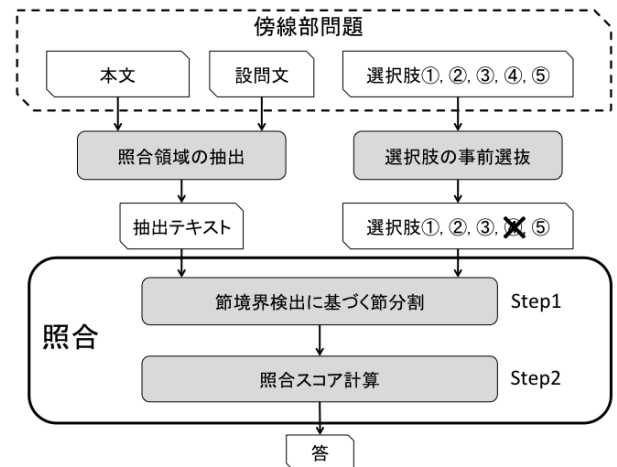 傍線部問題
本文
設問文
選択肢①, ②, ③, ④, ⑤
照合領域の抽出
選択肢の事前選抜
抽出テキスト
選択肢①, ②, ③, ④, ⑤
照合
節境界検出に基づく節分割
Step1
照合スコア計算
Step2
答